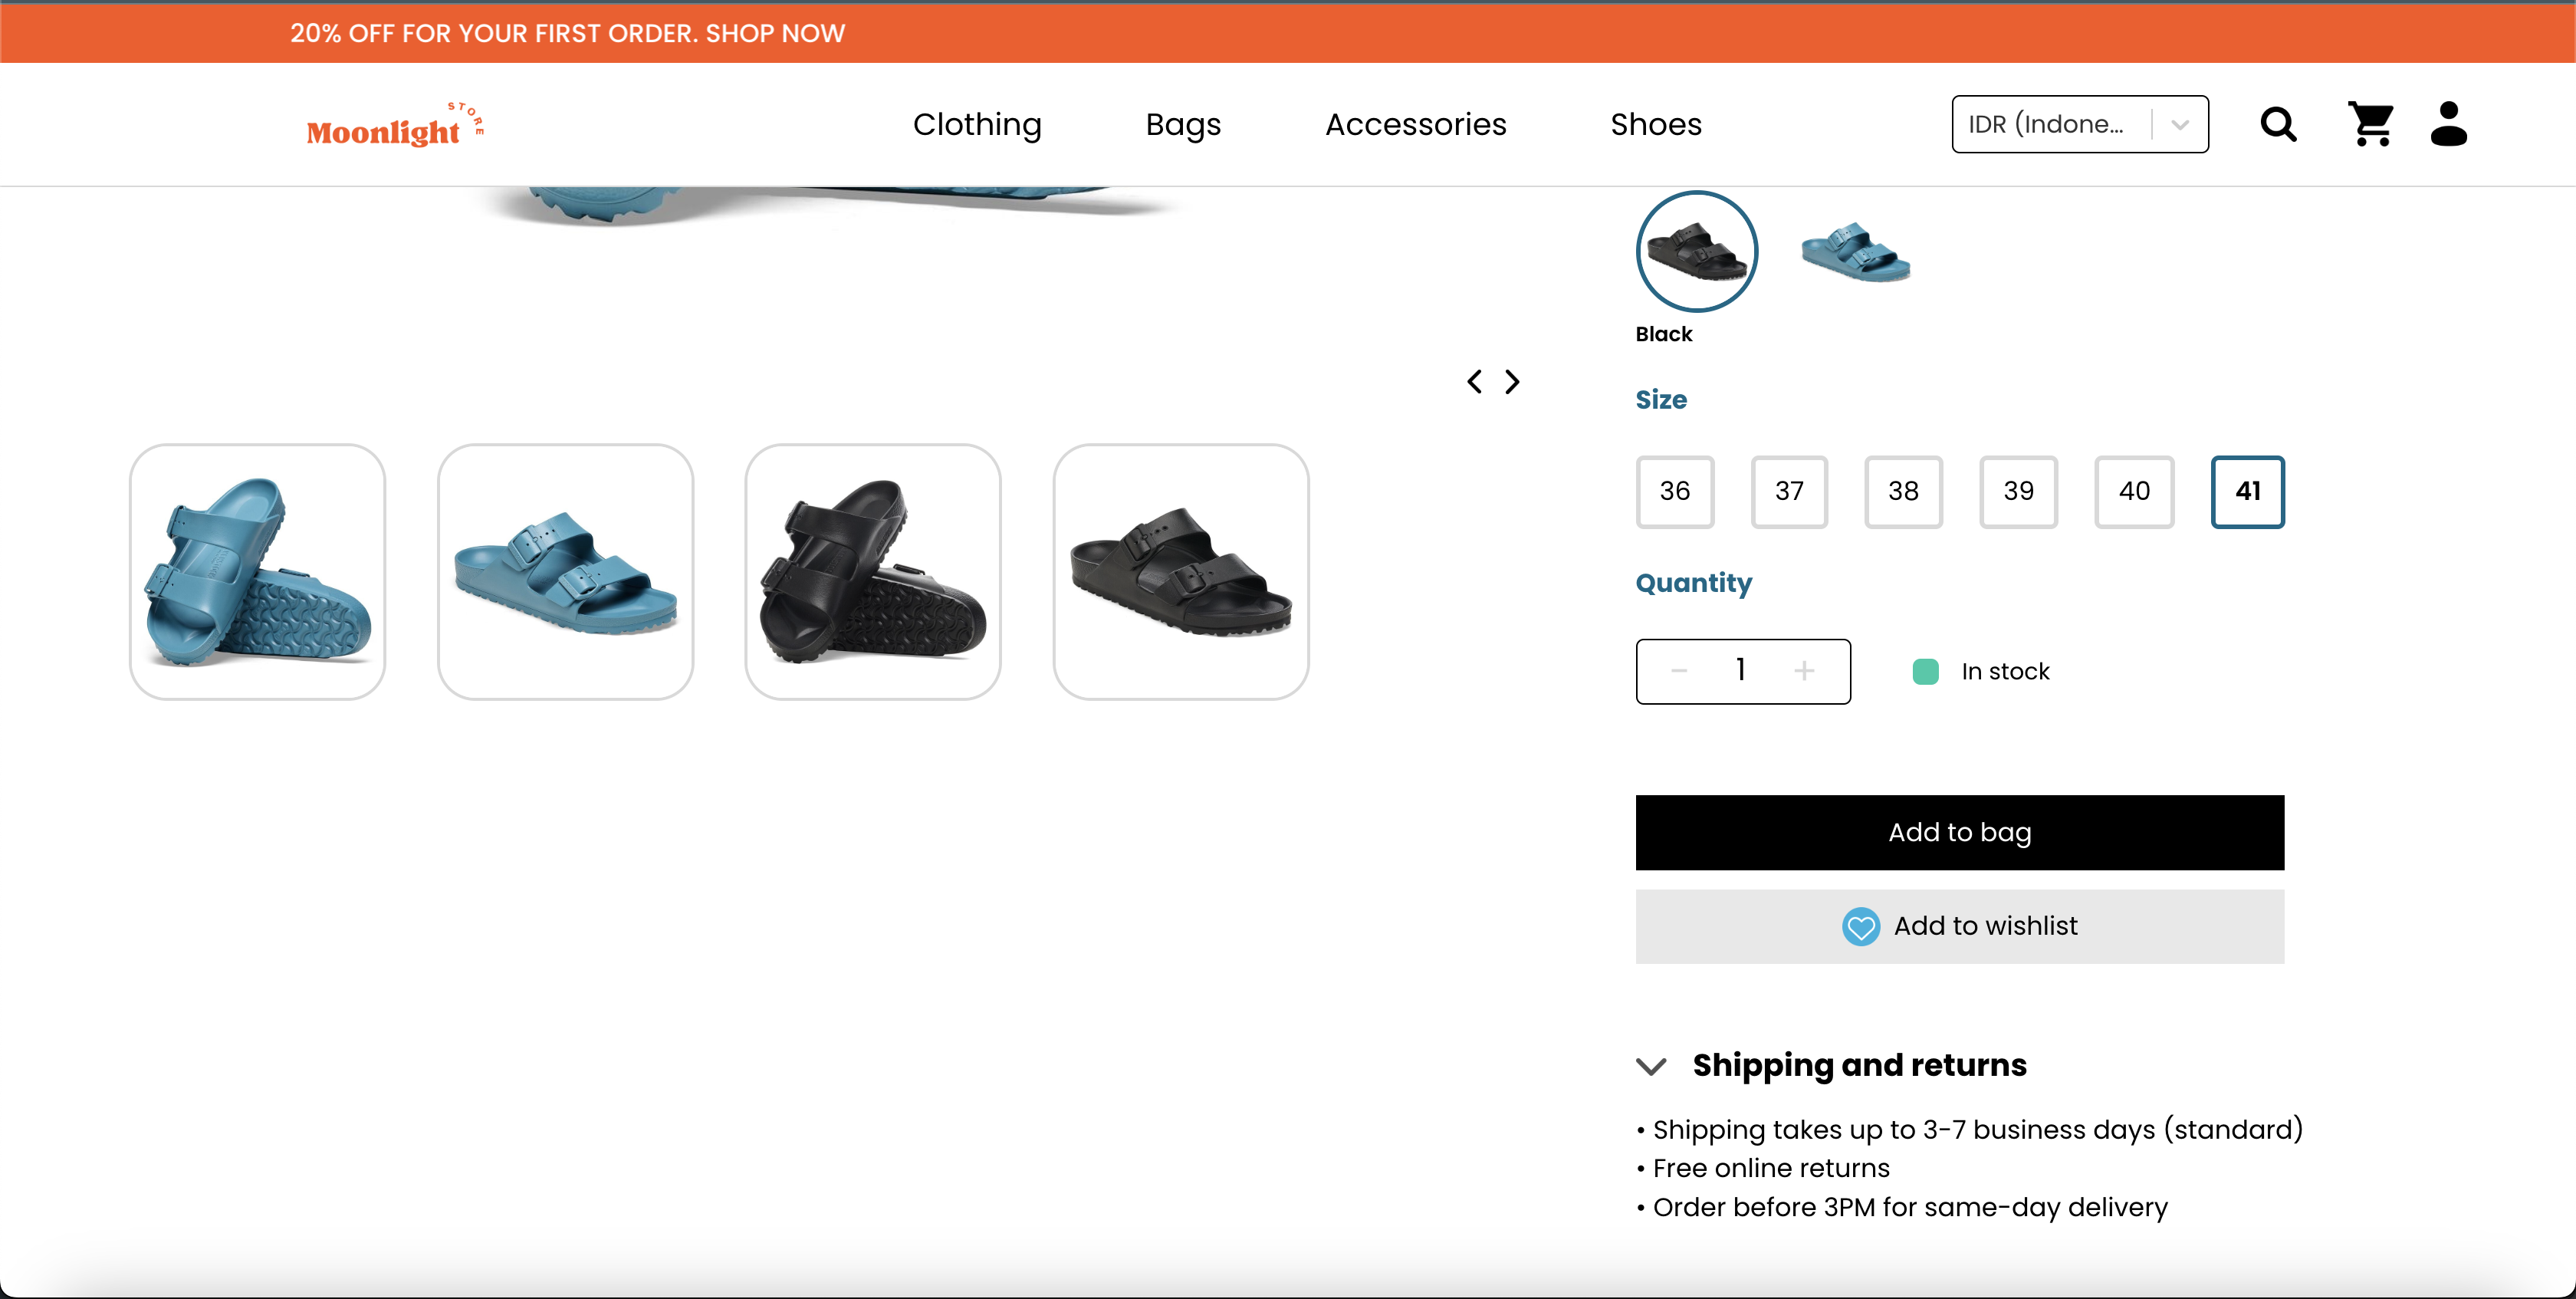 20% OFF FOR YOUR FIRST ORDER. SHOP NOW
Moonlight STORE
Clothing
Bags
Accessories
Shoes
IDR (Indone...
Black
Size
36
37
38
39
40
41
Quantity
− 1 +
In stock
Add to bag
Add to wishlist
Shipping and returns
• Shipping takes up to 3-7 business days (standard)
• Free online returns
• Order before 3PM for same-day delivery